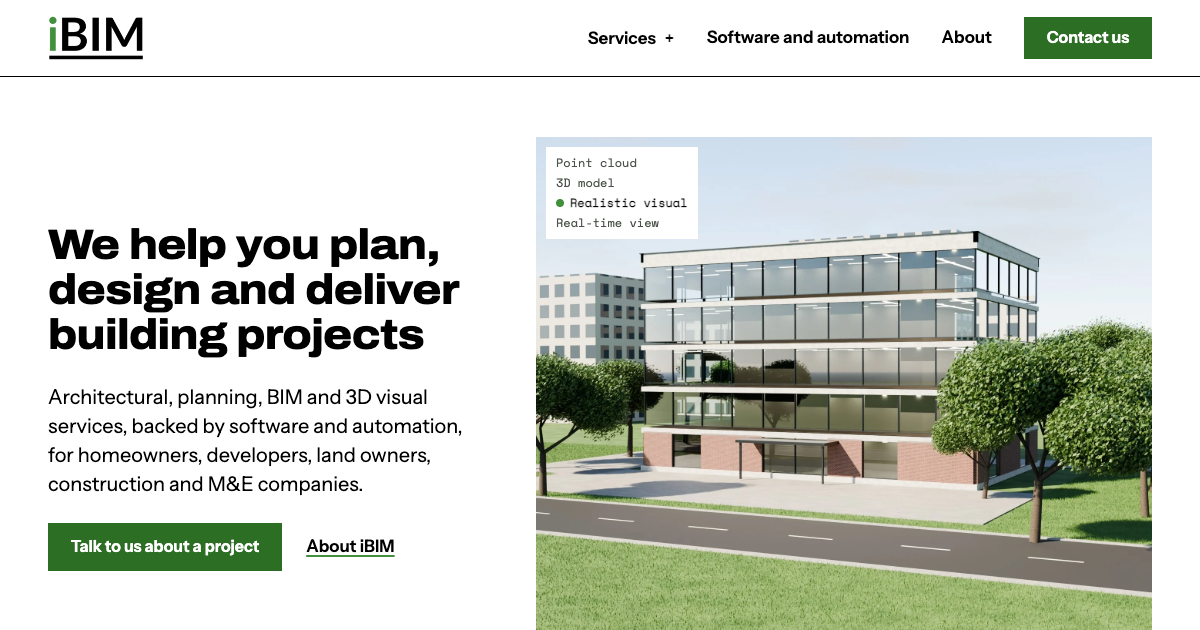 iBIM
Services +
Software and automation
About
Contact us
Point cloud
3D model
Realistic visual
Real-time view
We help you plan,
design and deliver
building projects
Architectural, planning, BIM and 3D visual
services, backed by software and automation,
for homeowners, developers, land owners,
construction and M&E companies.
Talk to us about a project
About iBIM